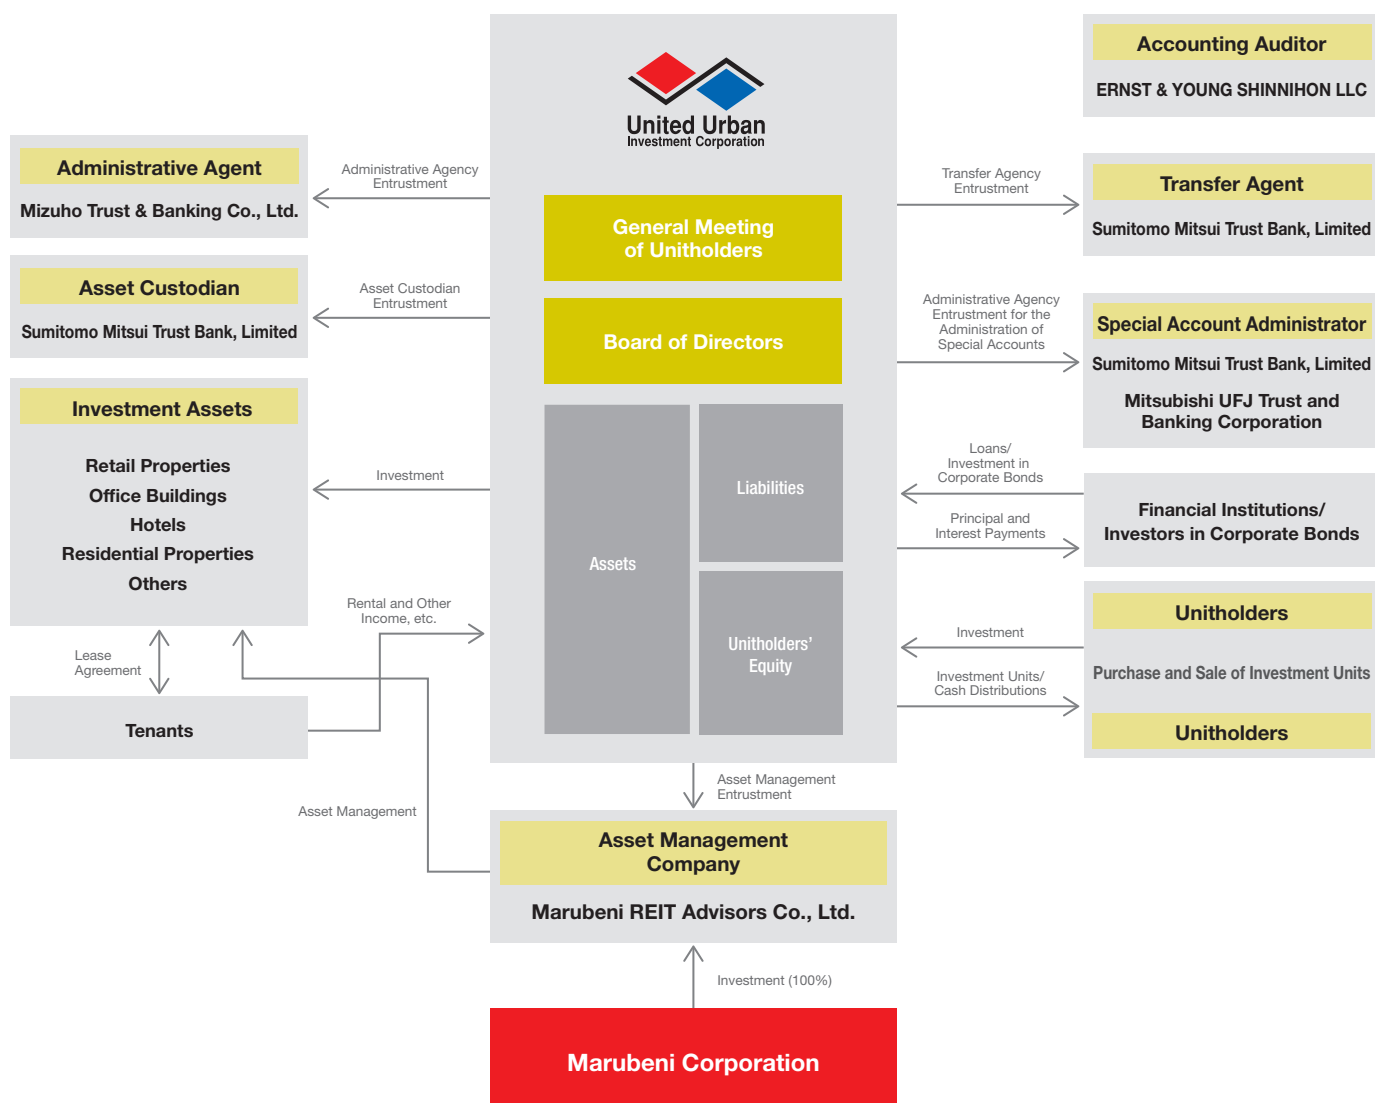 United Urban
Investment Corporation
General Meeting
of Unitholders
Board of Directors
Assets
Liabilities
Unitholders'
Equity
Administrative Agent
Mizuho Trust & Banking Co., Ltd.
Administrative Agency
Entrustment
Asset Custodian
Sumitomo Mitsui Trust Bank, Limited
Asset Custodian
Entrustment
Investment Assets
Retail Properties
Office Buildings
Hotels
Residential Properties
Others
Investment
Lease
Agreement
Rental and Other
Income, etc.
Tenants
Asset Management
Accounting Auditor
ERNST & YOUNG SHINNIHON LLC
Transfer Agency
Entrustment
Transfer Agent
Sumitomo Mitsui Trust Bank, Limited
Administrative Agency
Entrustment for the
Administration of
Special Accounts
Special Account Administrator
Sumitomo Mitsui Trust Bank, Limited
Mitsubishi UFJ Trust and
Banking Corporation
Loans/
Investment in
Corporate Bonds
Principal and
Interest Payments
Financial Institutions/
Investors in Corporate Bonds
Investment
Investment Units/
Cash Distributions
Unitholders
Purchase and Sale of Investment Units
Unitholders
Asset Management
Entrustment
Asset Management
Company
Marubeni REIT Advisors Co., Ltd.
Investment (100%)
Marubeni Corporation